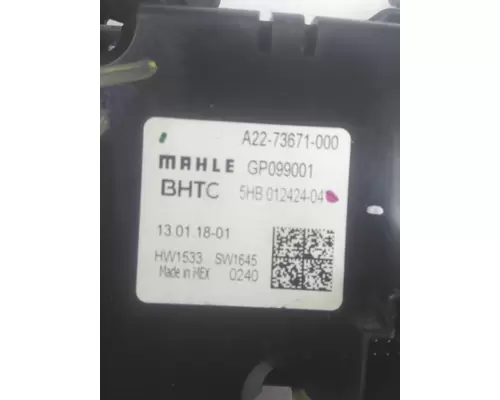 A22-73671-000
MAHLE GP099001
BHTC 5HB 012424-04
13.01.18-01
HW1533 SW1645
Made in MEX 0240